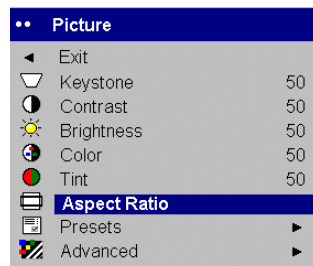 Picture
Exit
Keystone 50
Contrast 50
Brightness 50
Color 50
Tint 50
Aspect Ratio
Presets
Advanced